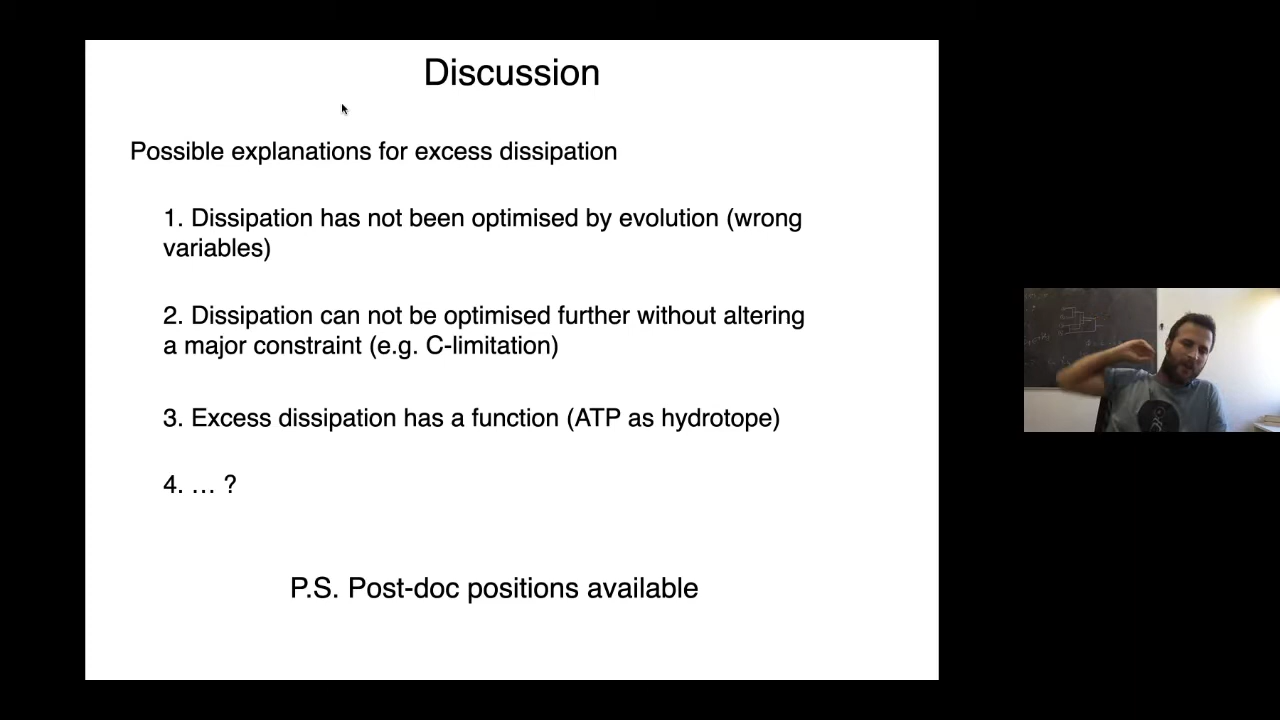 Discussion
Possible explanations for excess dissipation
1. Dissipation has not been optimised by evolution (wrong
variables)
2. Dissipation can not be optimised further without altering
a major constraint (e.g. C-limitation)
3. Excess dissipation has a function (ATP as hydrotope)
4. ... ?
P.S. Post-doc positions available